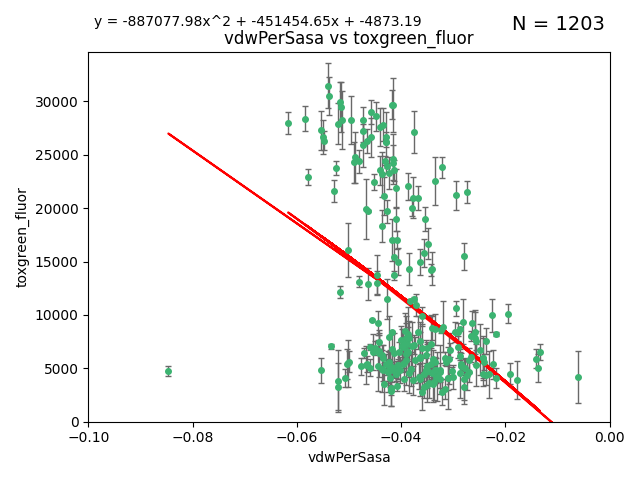 y = -887077.98x^2 + -451454.65x + -4873.19
N = 1203
vdwPerSasa vs toxgreen_fluor
30000
25000
20000
15000
10000
5000
0
toxgreen_fluor
−0.10
−0.08
−0.06
−0.04
−0.02
0.00
vdwPerSasa